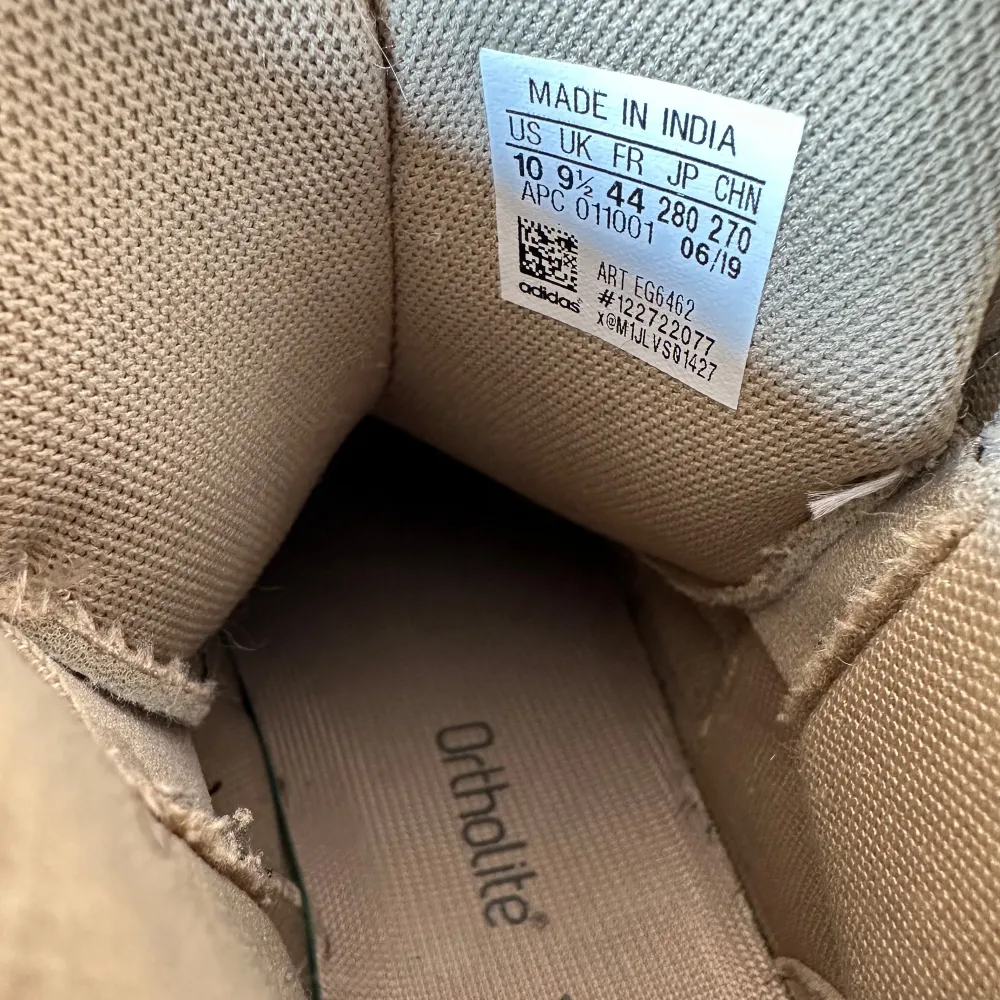 MADE IN INDIA
US UK FR JP CHN
10 9½ 44 280 270
APC 011001 06/19
ART EG6462
#122722077
x@M1JLVSQ1427
adidas
Ortholite®